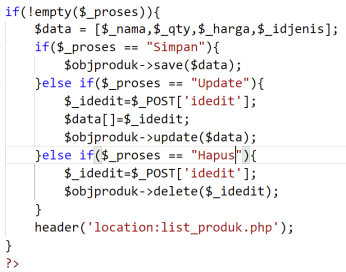 if(!empty($_proses)){
$data = [$_nama,$_qty,$_harga,$_idjenis];
if($_proses == "Simpan"){
$objproduk->save($data);
}else if($_proses == "Update"){
$_idedit=$_POST['idedit'];
$data[]=$_idedit;
$objproduk->update($data);
}else if($_proses == "Hapus"){
$_idedit=$_POST['idedit'];
$objproduk->delete($_idedit);
}
header('location:list_produk.php');
}
?>